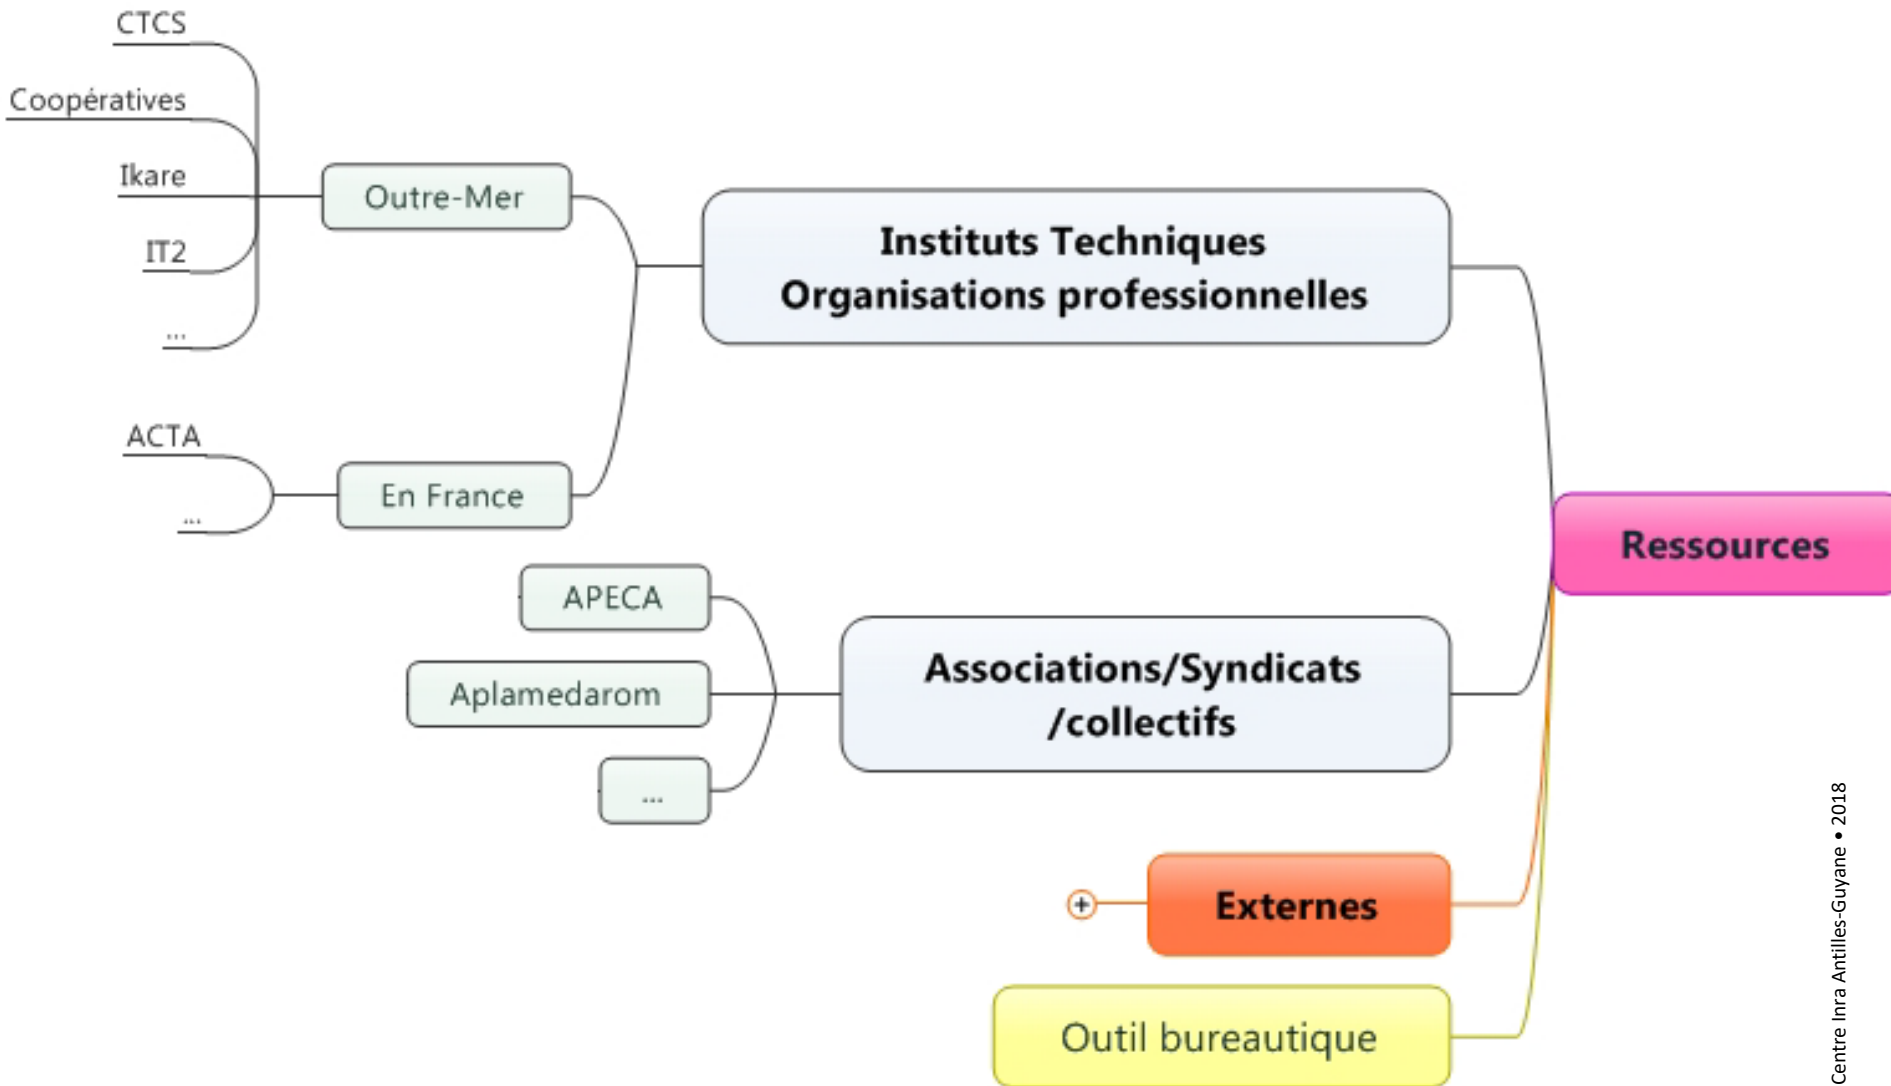 CTCS
Coopératives
Ikare
IT2
...
Outre-Mer
ACTA
...
En France
Instituts Techniques
Organisations professionnelles
APECA
Aplamedarom
...
Associations/Syndicats
/collectifs
Ressources
+
Externes
Outil bureautique
Centre Inra Antilles-Guyane • 2018